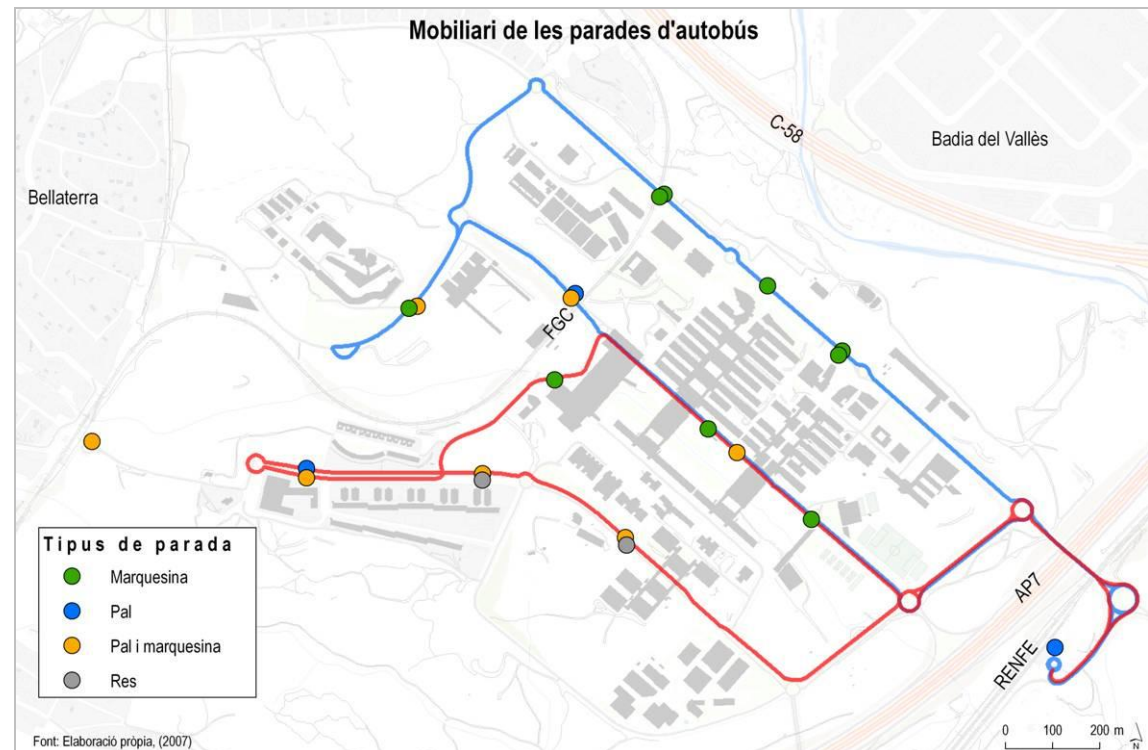 Mobiliari de les parades d'autobús
C-58
Badia del Vallès
Bellaterra
FGC
AP7
RENFE
Tipus de parada
Marquesina
Pal
Pal i marquesina
Res
Font: Elaboració pròpia, (2007)
0 100 200 m